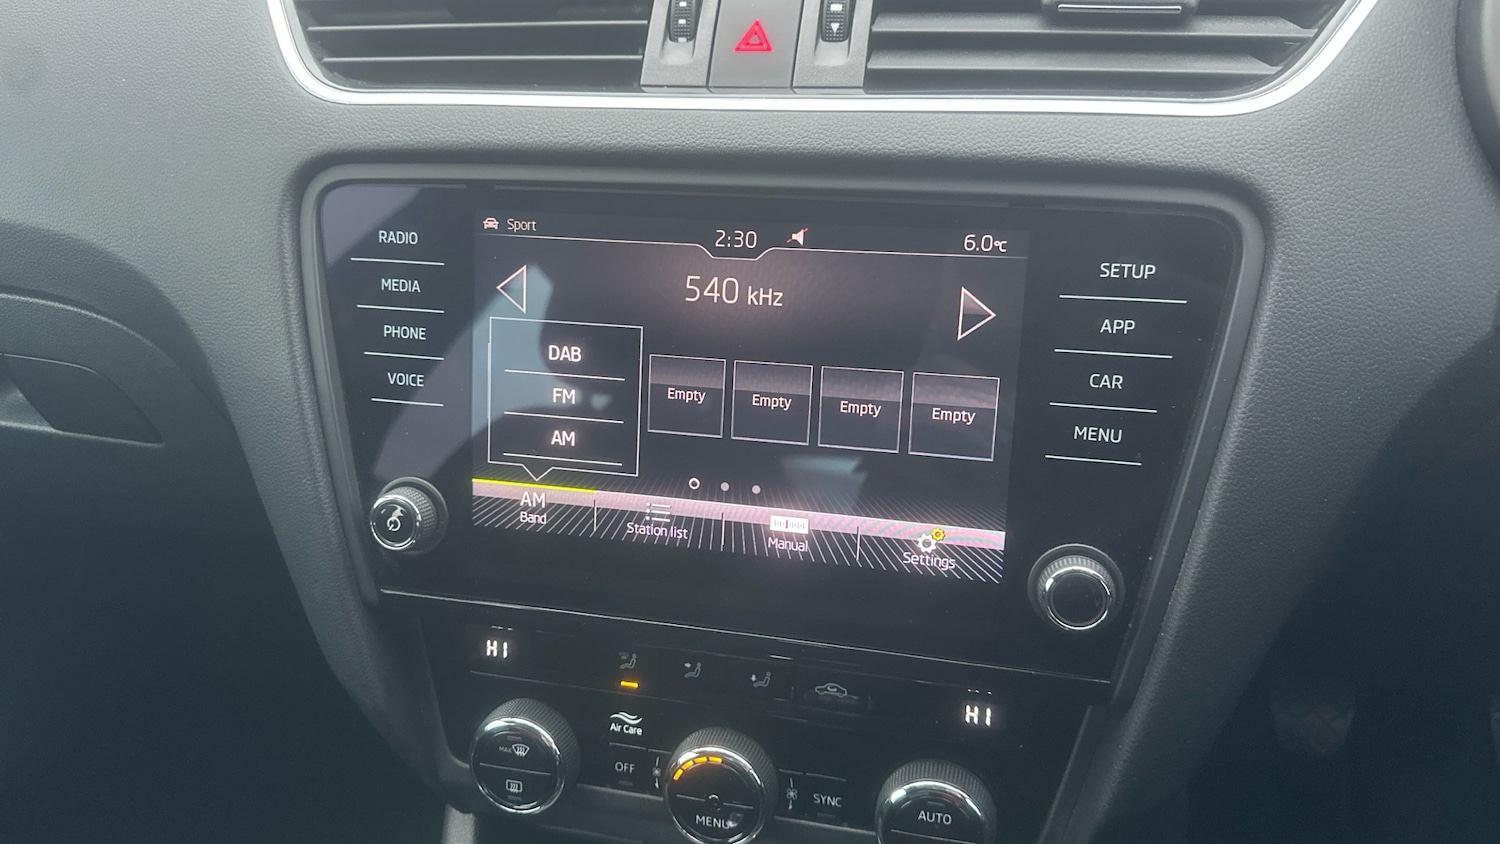 Sport
2:30
6.0°C
RADIO
MEDIA
PHONE
VOICE
540 kHz
DAB
FM
AM
Empty
Empty
Empty
Empty
AM
Band
Station list
Manual
Settings
SETUP
APP
CAR
MENU
HI
HI
Air Care
MAX
OFF
MENU
SYNC
AUTO